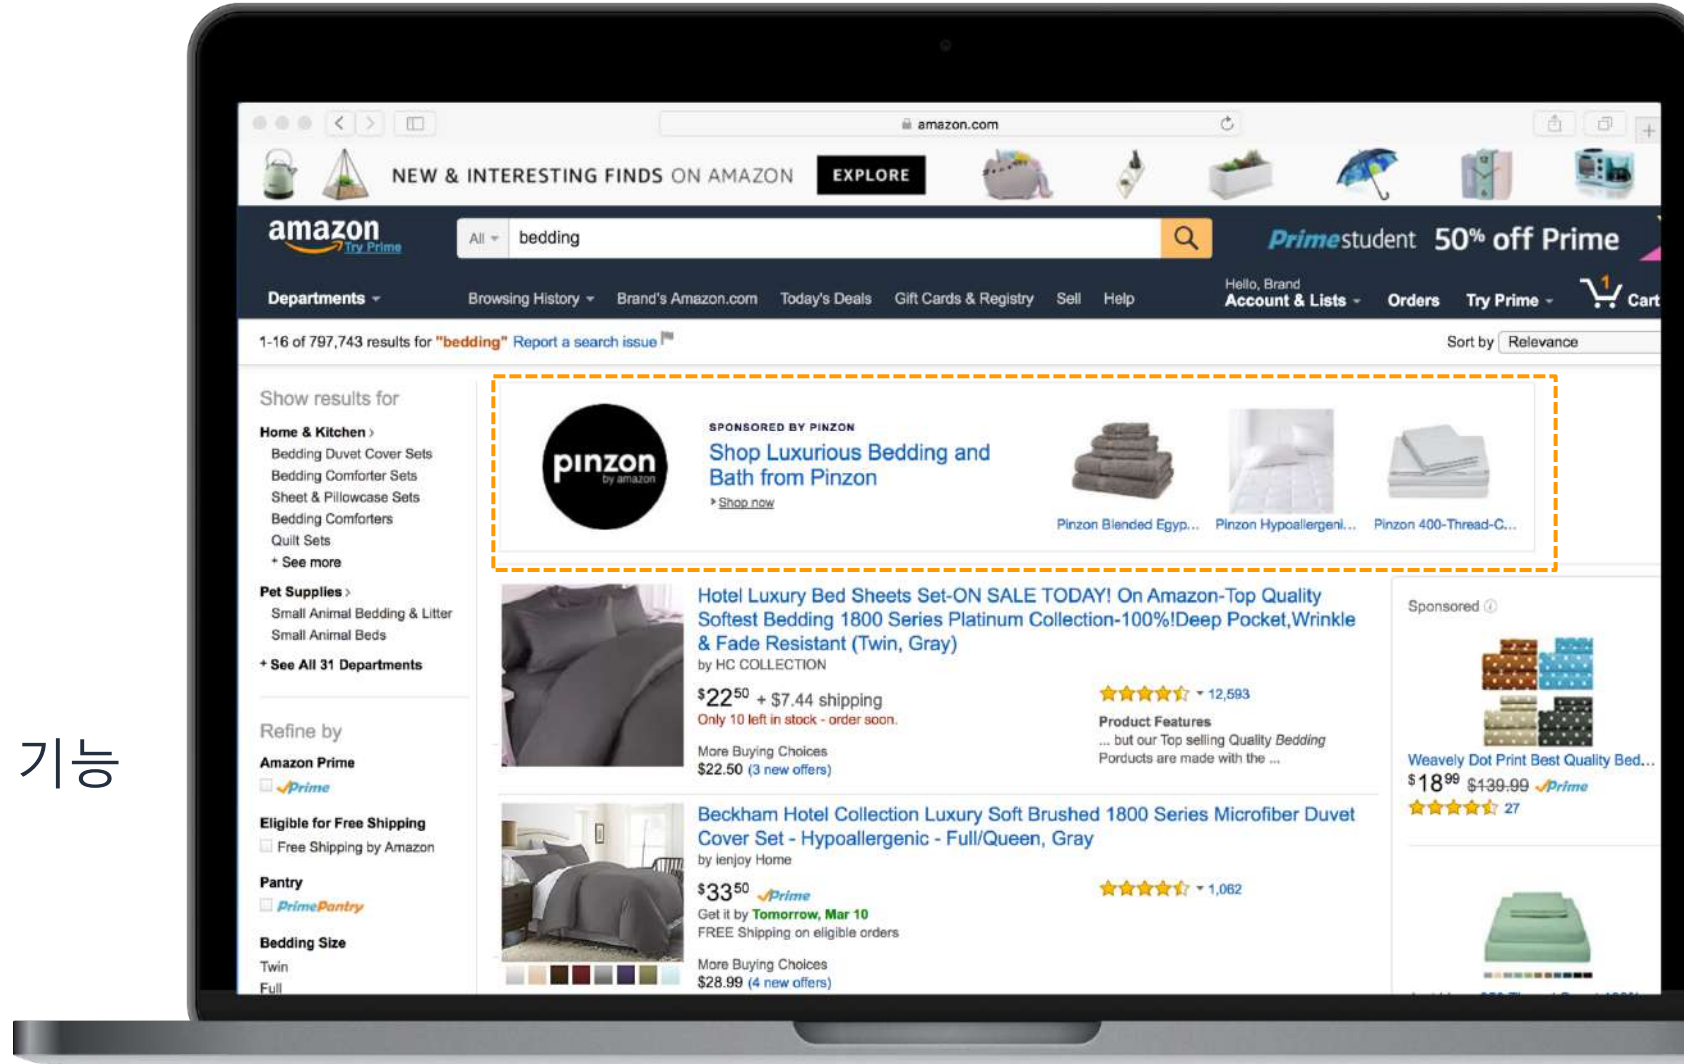 기능
amazon.com
NEW & INTERESTING FINDS ON AMAZON EXPLORE
amazon
Try Prime
All
bedding
Primestudent 50% off Prime
Departments
Browsing History
Brand's Amazon.com
Today's Deals
Gift Cards & Registry
Sell
Help
Hello, Brand
Account & Lists
Orders
Try Prime
1
Cart
1-16 of 797,743 results for "bedding" Report a search issue
Sort by Relevance
Show results for
Home & Kitchen ›
Bedding Duvet Cover Sets
Bedding Comforter Sets
Sheet & Pillowcase Sets
Bedding Comforters
Quilt Sets
+ See more
Pet Supplies ›
Small Animal Bedding & Litter
Small Animal Beds
+ See All 31 Departments
Refine by
Amazon Prime
Prime
Eligible for Free Shipping
Free Shipping by Amazon
Pantry
PrimePantry
Bedding Size
Twin
Full
pinzon
by amazon
SPONSORED BY PINZON
Shop Luxurious Bedding and
Bath from Pinzon
› Shop now
Pinzon Blended Egyp...
Pinzon Hypoallergeni...
Pinzon 400-Thread-C...
Hotel Luxury Bed Sheets Set-ON SALE TODAY! On Amazon-Top Quality
Softest Bedding 1800 Series Platinum Collection-100%!Deep Pocket,Wrinkle
& Fade Resistant (Twin, Gray)
by HC COLLECTION
$2250 + $7.44 shipping
Only 10 left in stock - order soon.
More Buying Choices
$22.50 (3 new offers)
12,593
Product Features
... but our Top selling Quality Bedding
Porducts are made with the ...
Beckham Hotel Collection Luxury Soft Brushed 1800 Series Microfiber Duvet
Cover Set - Hypoallergenic - Full/Queen, Gray
by ienjoy Home
$3350 Prime
Get it by Tomorrow, Mar 10
FREE Shipping on eligible orders
More Buying Choices
$28.99 (4 new offers)
1,062
Sponsored
Weavely Dot Print Best Quality Bed...
$1899 $139.99 Prime
27